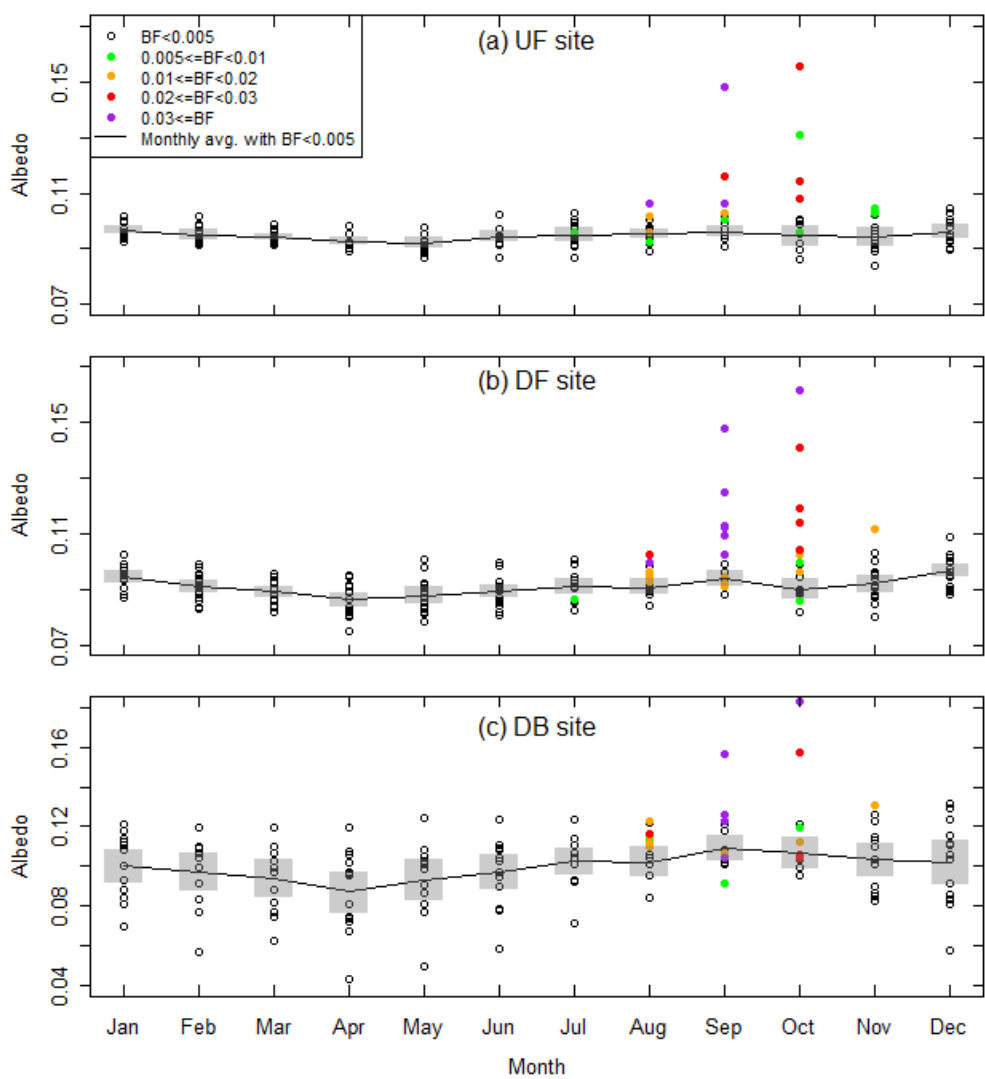 (a) UF site
BF<0.005
0.005<=BF<0.01
0.01<=BF<0.02
0.02<=BF<0.03
0.03<=BF
Monthly avg. with BF<0.005
Albedo
0.15
0.11
0.07
(b) DF site
Albedo
0.15
0.11
0.07
(c) DB site
Albedo
0.16
0.12
0.08
0.04
Jan Feb Mar Apr May Jun Jul Aug Sep Oct Nov Dec
Month